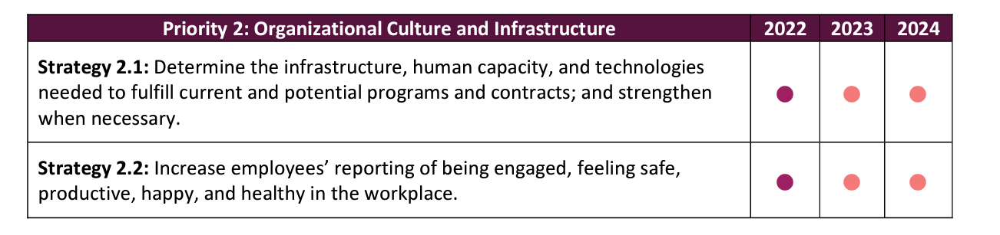 Priority 2: Organizational Culture and Infrastructure 2022 2023 2024
Strategy 2.1: Determine the infrastructure, human capacity, and technologies
needed to fulfill current and potential programs and contracts; and strengthen
when necessary.
Strategy 2.2: Increase employees’ reporting of being engaged, feeling safe,
productive, happy, and healthy in the workplace.